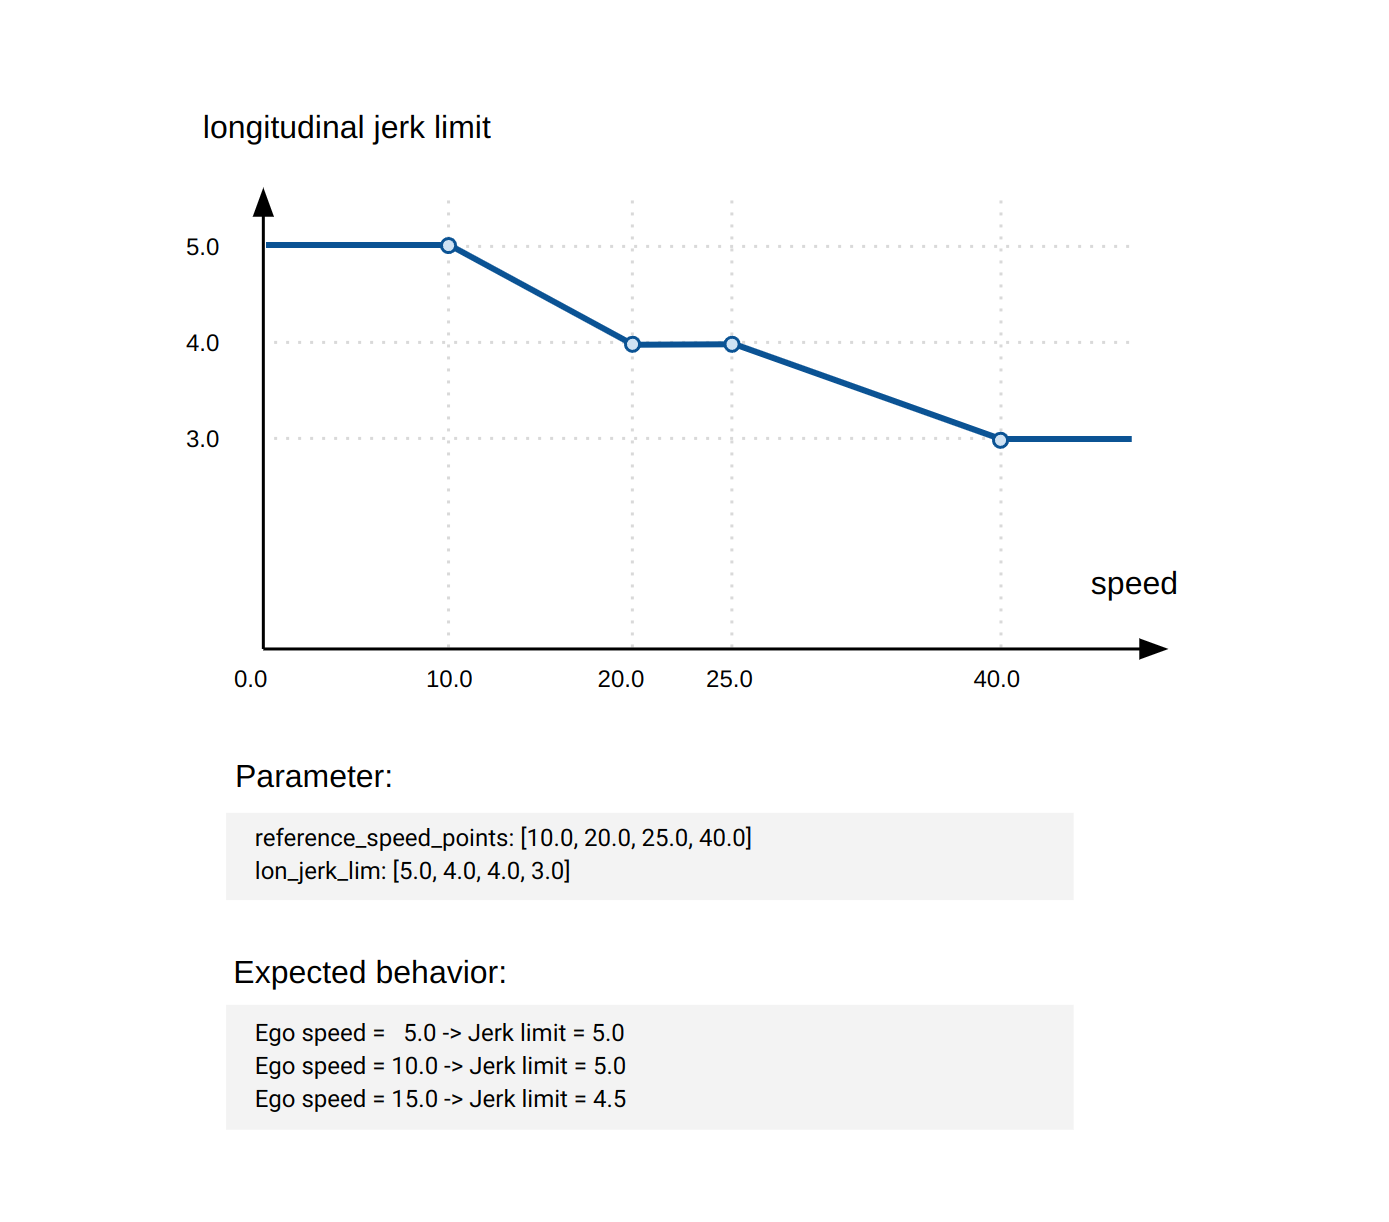 longitudinal jerk limit
5.0
4.0
3.0
speed
0.0 10.0 20.0 25.0 40.0
Parameter:
reference_speed_points: [10.0, 20.0, 25.0, 40.0]
lon_jerk_lim: [5.0, 4.0, 4.0, 3.0]
Expected behavior:
Ego speed = 5.0 -> Jerk limit = 5.0
Ego speed = 10.0 -> Jerk limit = 5.0
Ego speed = 15.0 -> Jerk limit = 4.5